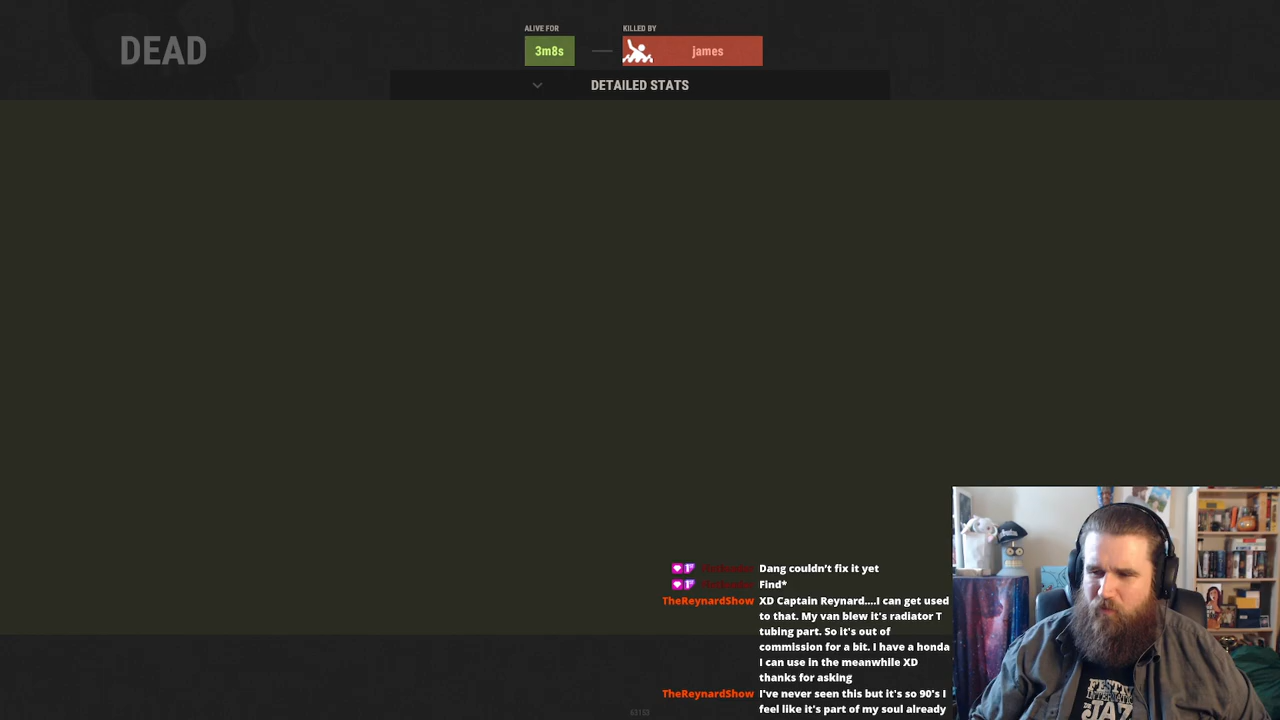 DEAD
ALIVE FOR
3m8s
KILLED BY
james
DETAILED STATS
Dang couldn’t fix it yet
Find*
TheReynardShow XD Captain Reynard....I can get used
to that. My van blew it's radiator T
tubing part. So it's out of
commission for a bit. I have a honda
I can use in the meanwhile XD
thanks for asking
TheReynardShow I've never seen this but it's so 90's I
feel like it's part of my soul already
FESTIV
JAZ